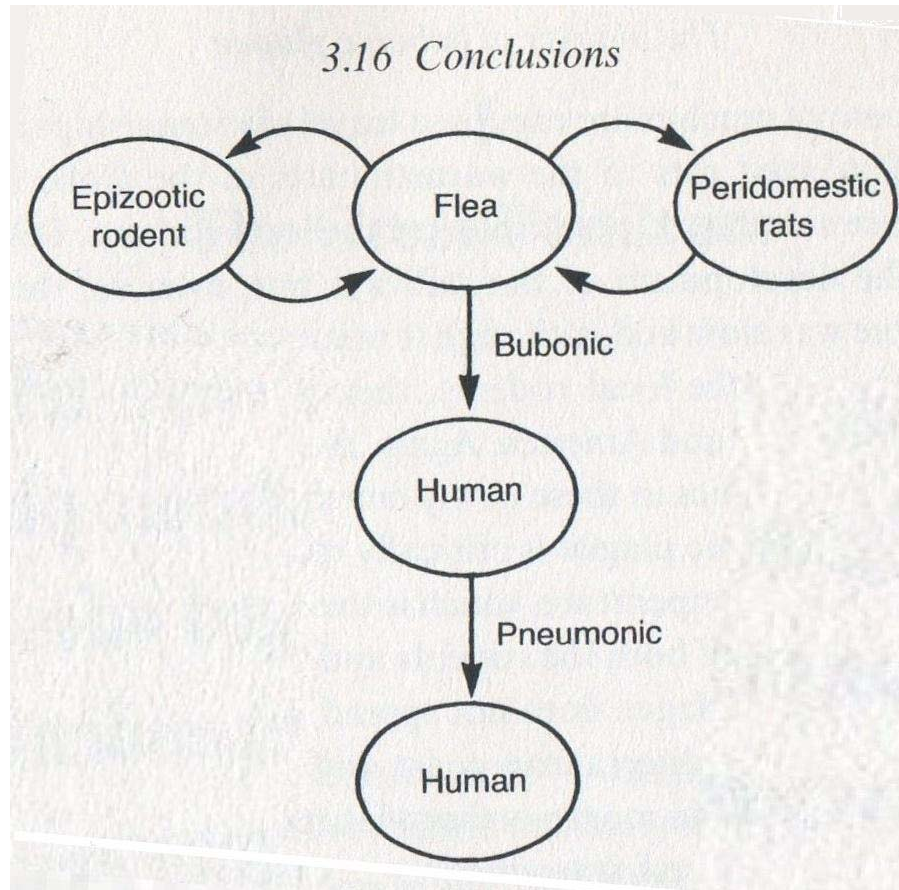 3.16 Conclusions
Epizootic
rodent
Flea
Peridomestic
rats
Bubonic
Human
Pneumonic
Human